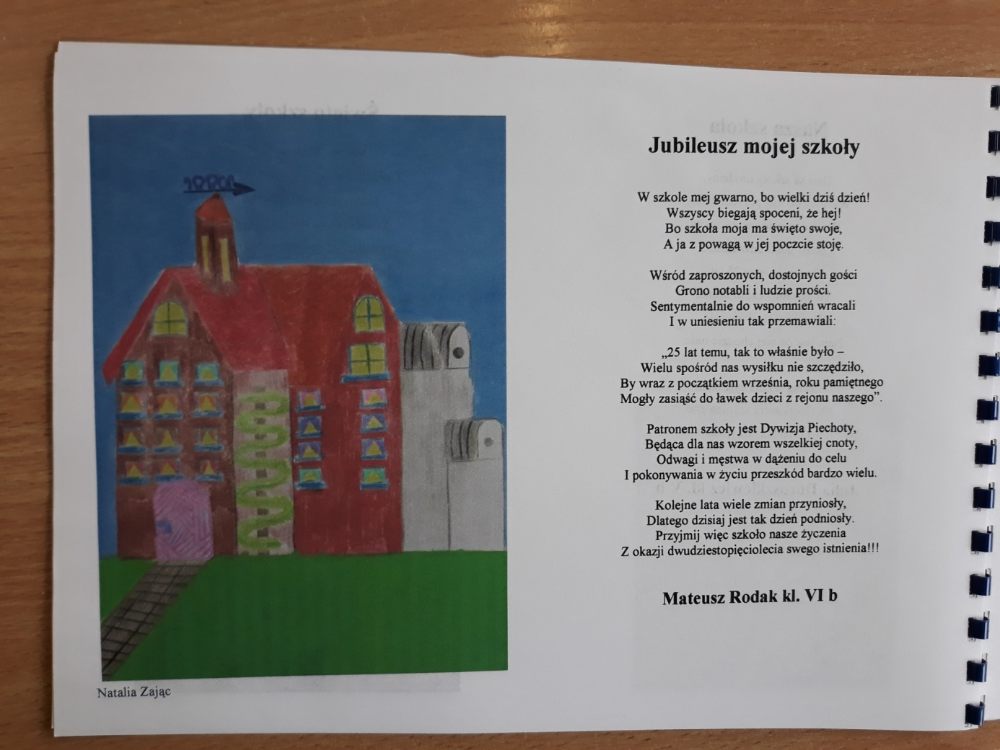 Jubileusz mojej szkoły
W szkole mej gwarno, bo wielki dziś dzień!
Wszyscy biegają spoceni, że hej!
Bo szkoła moja ma święto swoje,
A ja z powagą w jej poczcie stoję.
Wśród zaproszonych, dostojnych gości
Grono notabli i ludzie prości.
Sentymentalnie do wspomnień wracali
I w uniesieniu tak przemawiali:
„25 lat temu, tak to właśnie było –
Wielu spośród nas wysiłku nie szczędziło,
By wraz z początkiem września, roku pamiętnego
Mogły zasiąść do ławek dzieci z rejonu naszego”.
Patronem szkoły jest Dywizja Piechoty,
Będąca dla nas wzorem wszelkiej cnoty,
Odwagi i męstwa w dążeniu do celu
I pokonywania w życiu przeszkód bardzo wielu.
Kolejne lata wiele zmian przyniosły,
Dlatego dzisiaj jest tak dzień podniosły.
Przyjmij więc szkoło nasze życzenia
Z okazji dwudziestopięciolecia swego istnienia!!!
Mateusz Rodak kl. VI b
Natalia Zając